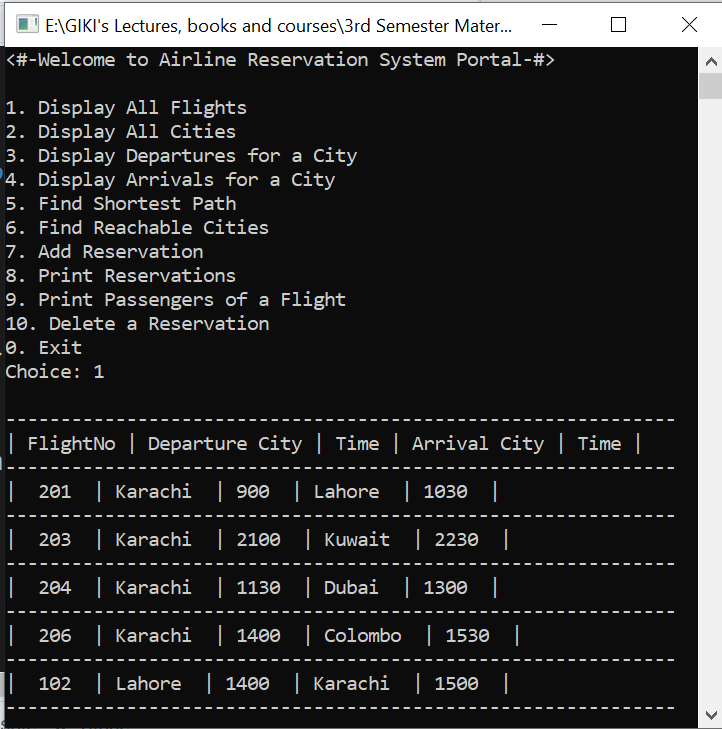 E:\GIKI's Lectures, books and courses\3rd Semester Mater...
<#-Welcome to Airline Reservation System Portal-#>
1. Display All Flights
2. Display All Cities
3. Display Departures for a City
4. Display Arrivals for a City
5. Find Shortest Path
6. Find Reachable Cities
7. Add Reservation
8. Print Reservations
9. Print Passengers of a Flight
10. Delete a Reservation
0. Exit
Choice: 1
-------------------------------------------------------------
| FlightNo | Departure City | Time | Arrival City | Time |
-------------------------------------------------------------
|  201  | Karachi  | 900  | Lahore  | 1030  |
-------------------------------------------------------------
|  203  | Karachi  | 2100  | Kuwait  | 2230  |
-------------------------------------------------------------
|  204  | Karachi  | 1130  | Dubai  | 1300  |
-------------------------------------------------------------
|  206  | Karachi  | 1400  | Colombo  | 1530  |
-------------------------------------------------------------
|  102  | Lahore  | 1400  | Karachi  | 1500  |
-------------------------------------------------------------